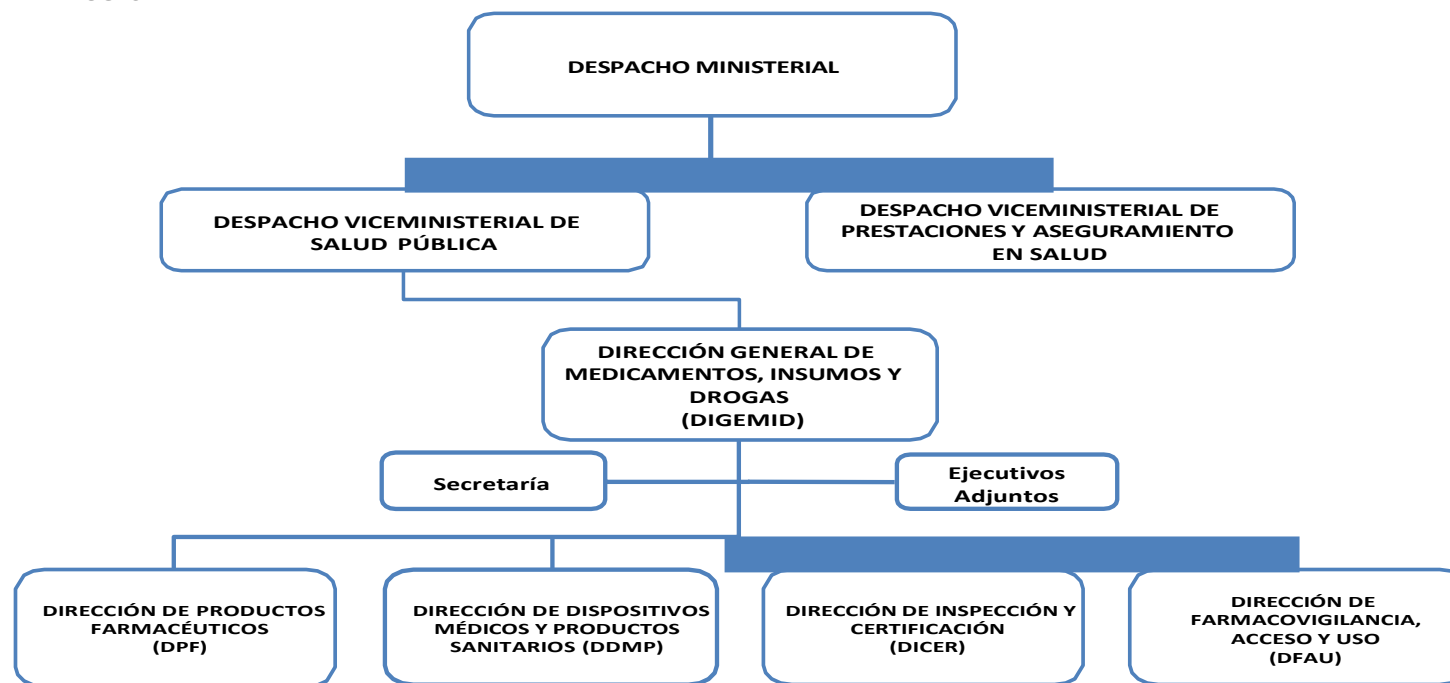 DESPACHO MINISTERIAL
DESPACHO VICEMINISTERIAL DE
SALUD PÚBLICA
DESPACHO VICEMINISTERIAL DE
PRESTACIONES Y ASEGURAMIENTO
EN SALUD
DIRECCIÓN GENERAL DE
MEDICAMENTOS, INSUMOS Y
DROGAS
(DIGEMID)
Secretaría
Ejecutivos
Adjuntos
DIRECCIÓN DE PRODUCTOS
FARMACÉUTICOS
(DPF)
DIRECCIÓN DE DISPOSITIVOS
MÉDICOS Y PRODUCTOS
SANITARIOS (DDMP)
DIRECCIÓN DE INSPECCIÓN Y
CERTIFICACIÓN
(DICER)
DIRECCIÓN DE
FARMACOVIGILANCIA,
ACCESO Y USO
(DFAU)